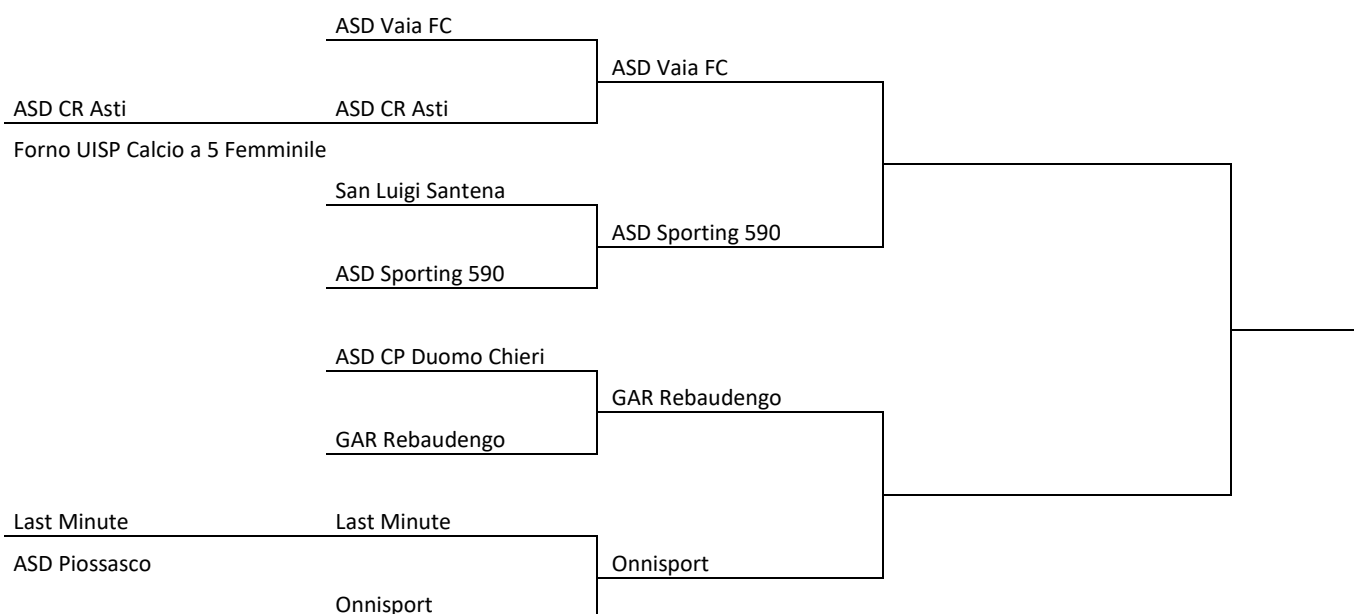 ASD Vaia FC
ASD Vaia FC
ASD CR Asti ASD CR Asti
Forno UISP Calcio a 5 Femminile
San Luigi Santena
ASD Sporting 590
ASD Sporting 590
ASD CP Duomo Chieri
GAR Rebaudengo
GAR Rebaudengo
Last Minute Last Minute
ASD Piossasco Onnisport
Onnisport